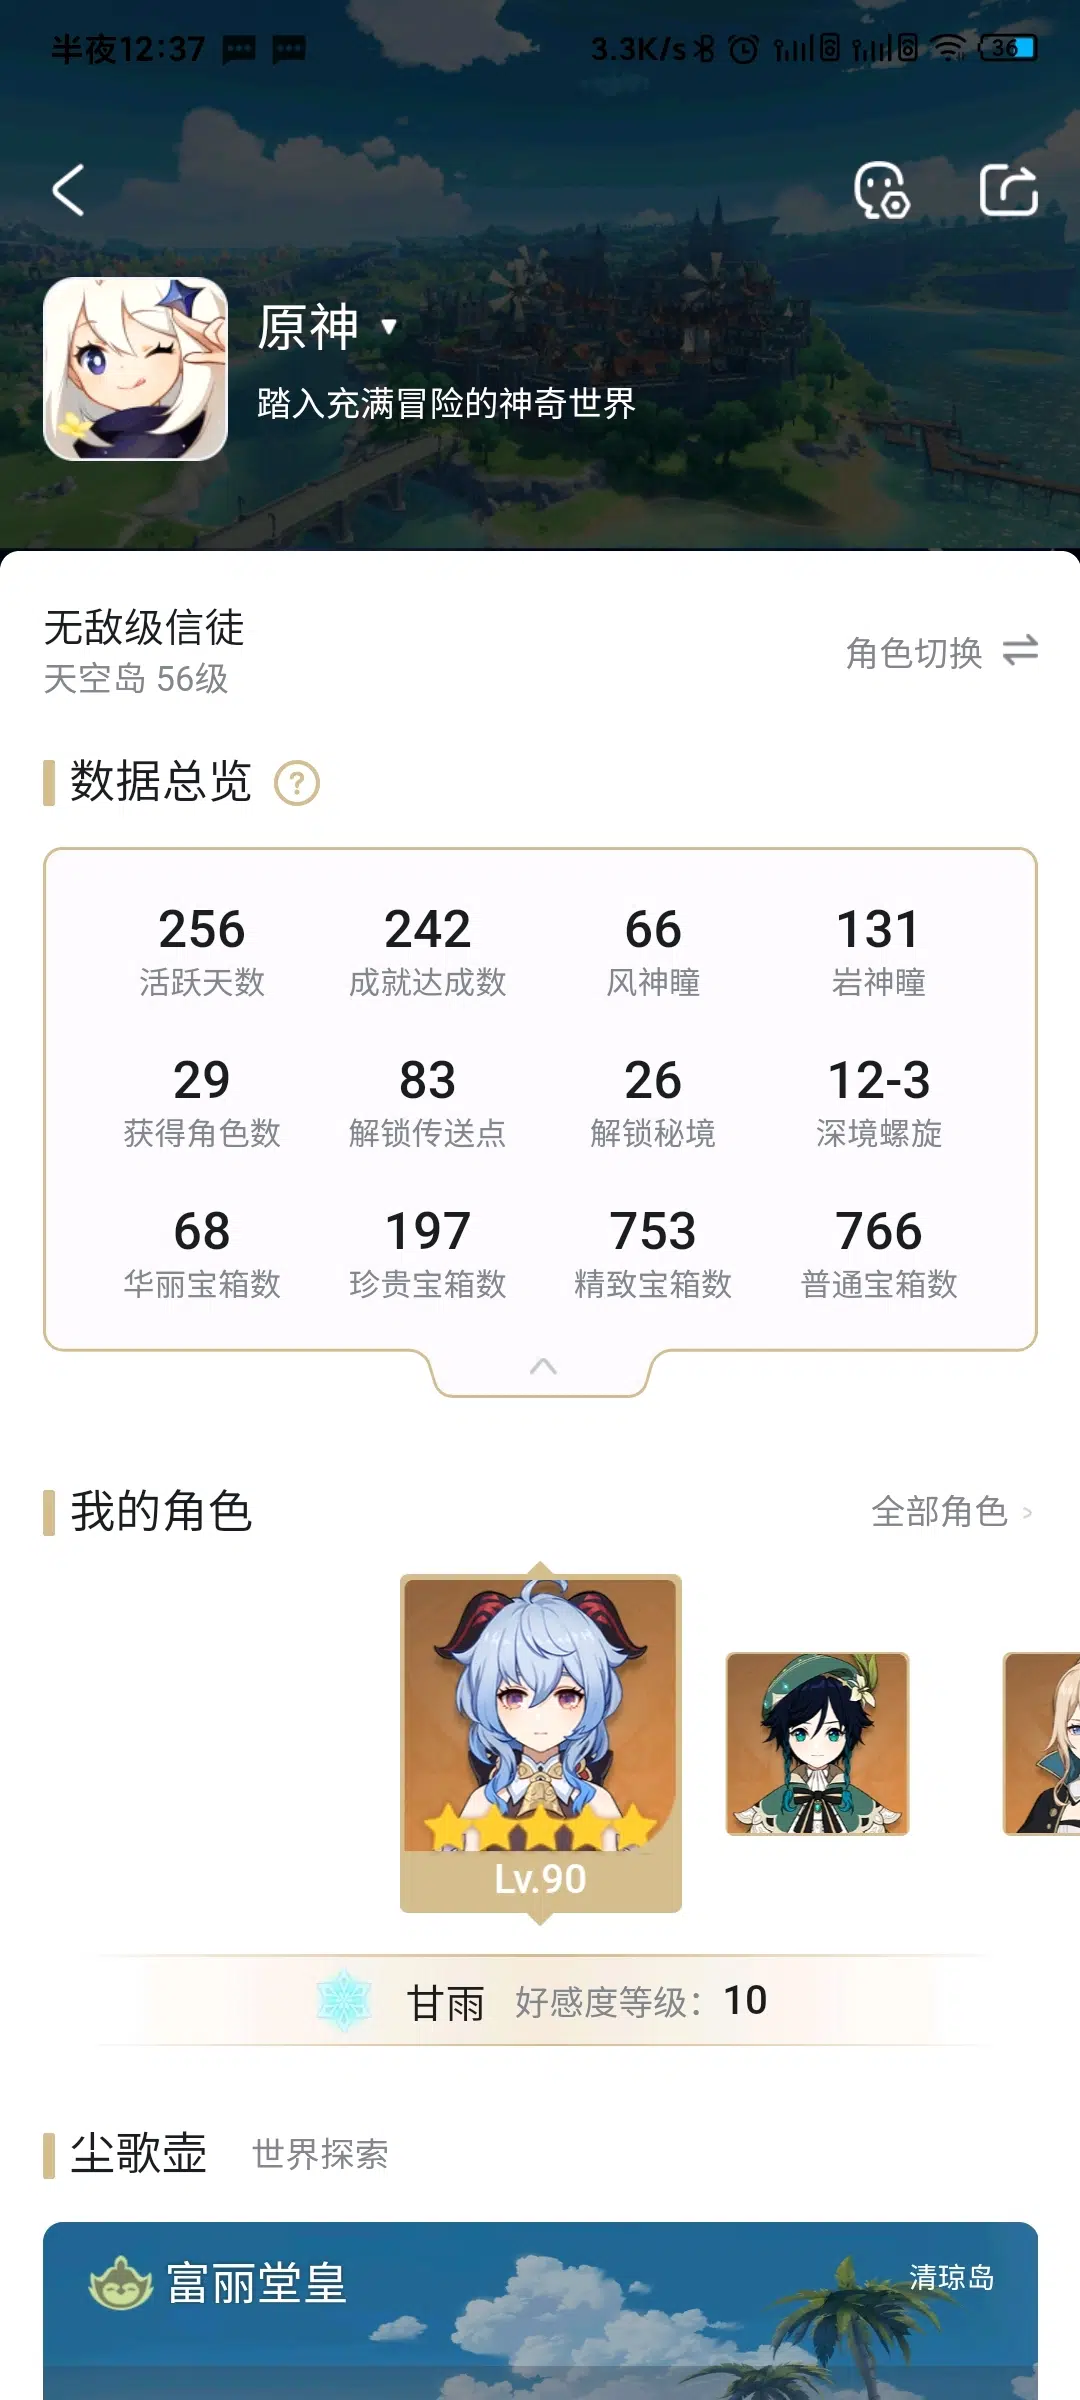 半夜12:37
3.3K/s
36
原神
踏入充满冒险的神奇世界
无敌级信徒
天空岛 56级
角色切换
数据总览 ?
256 242 66 131
活跃天数 成就达成数 风神瞳 岩神瞳
29 83 26 12-3
获得角色数 解锁传送点 解锁秘境 深境螺旋
68 197 753 766
华丽宝箱数 珍贵宝箱数 精致宝箱数 普通宝箱数
我的角色
全部角色 >
Lv.90
甘雨 好感度等级：10
尘歌壶 世界探索
富丽堂皇
清琼岛